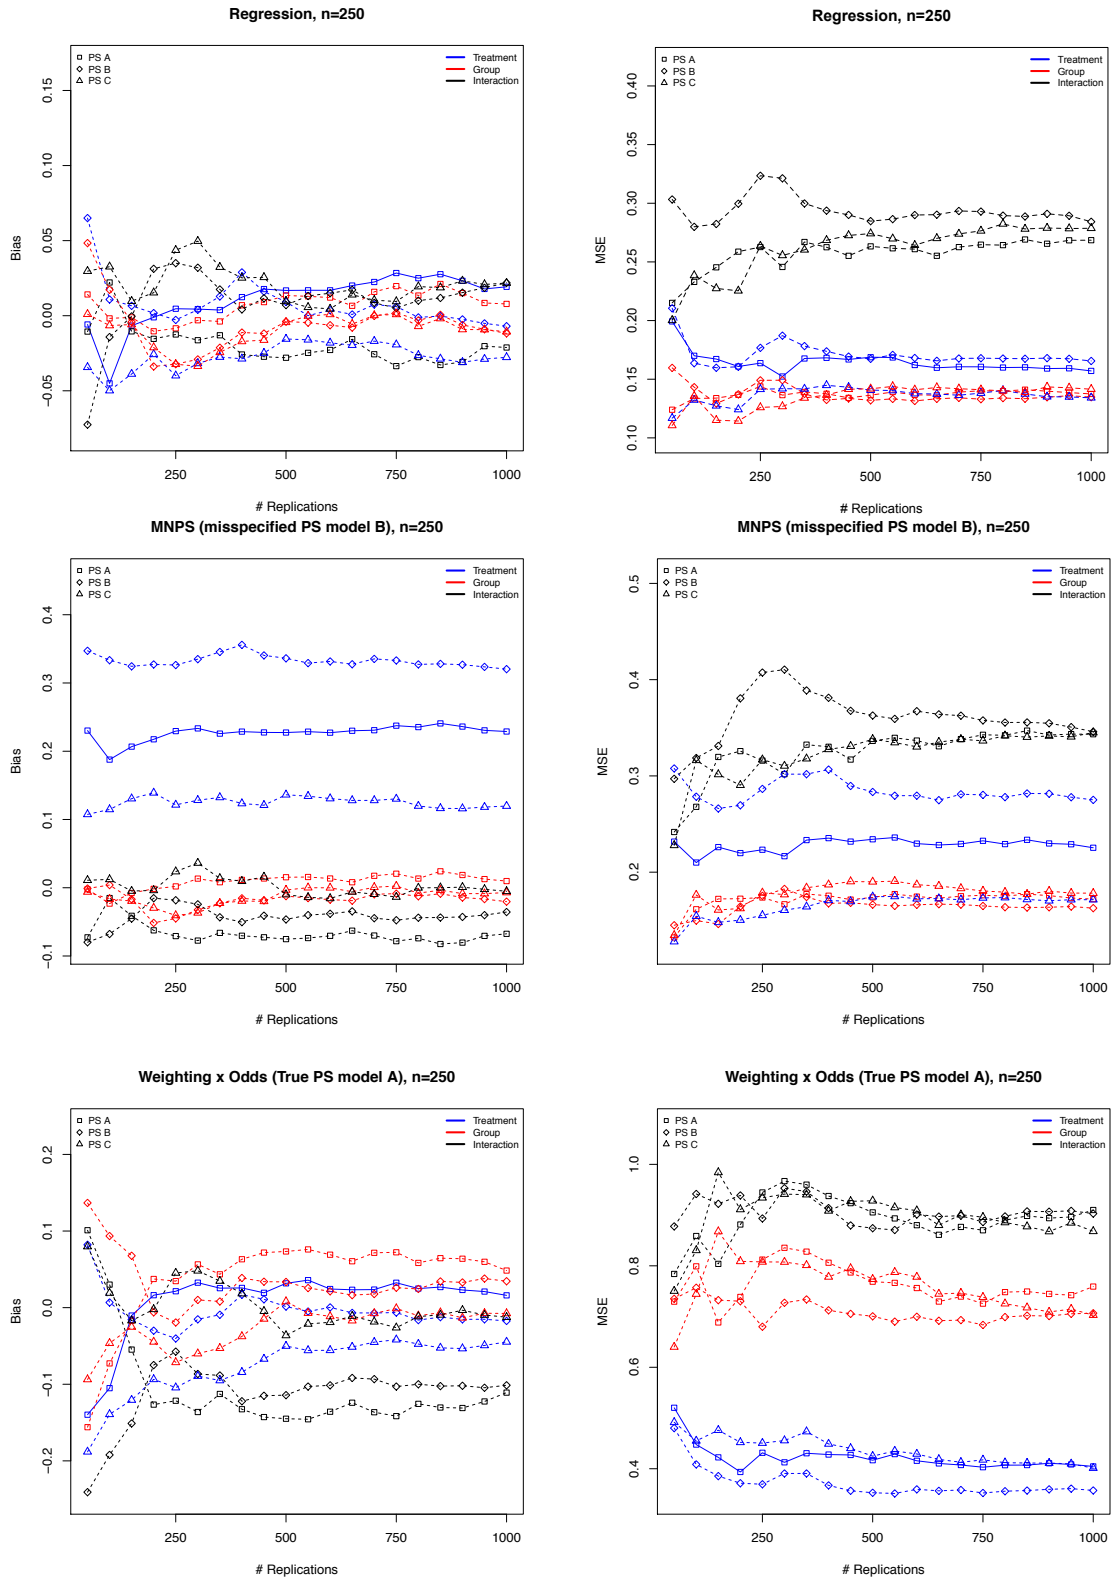 Regression, n=250
PS A
PS B
PS C
Treatment
Group
Interaction
0.15
0.10
0.05
0.00
−0.05
Bias
250
500
750
1000
# Replications
Regression, n=250
PS A
PS B
PS C
Treatment
Group
Interaction
0.40
0.35
0.30
0.25
0.20
0.15
0.10
MSE
250
500
750
1000
# Replications
MNPS (misspecified PS model B), n=250
PS A
PS B
PS C
Treatment
Group
Interaction
0.4
0.3
0.2
0.1
0.0
−0.1
Bias
250
500
750
1000
# Replications
MNPS (misspecified PS model B), n=250
PS A
PS B
PS C
Treatment
Group
Interaction
0.5
0.4
0.3
0.2
MSE
250
500
750
1000
# Replications
Weighting x Odds (True PS model A), n=250
PS A
PS B
PS C
Treatment
Group
Interaction
0.2
0.1
0.0
−0.1
−0.2
Bias
250
500
750
1000
# Replications
Weighting x Odds (True PS model A), n=250
PS A
PS B
PS C
Treatment
Group
Interaction
1.0
0.8
0.6
0.4
MSE
250
500
750
1000
# Replications